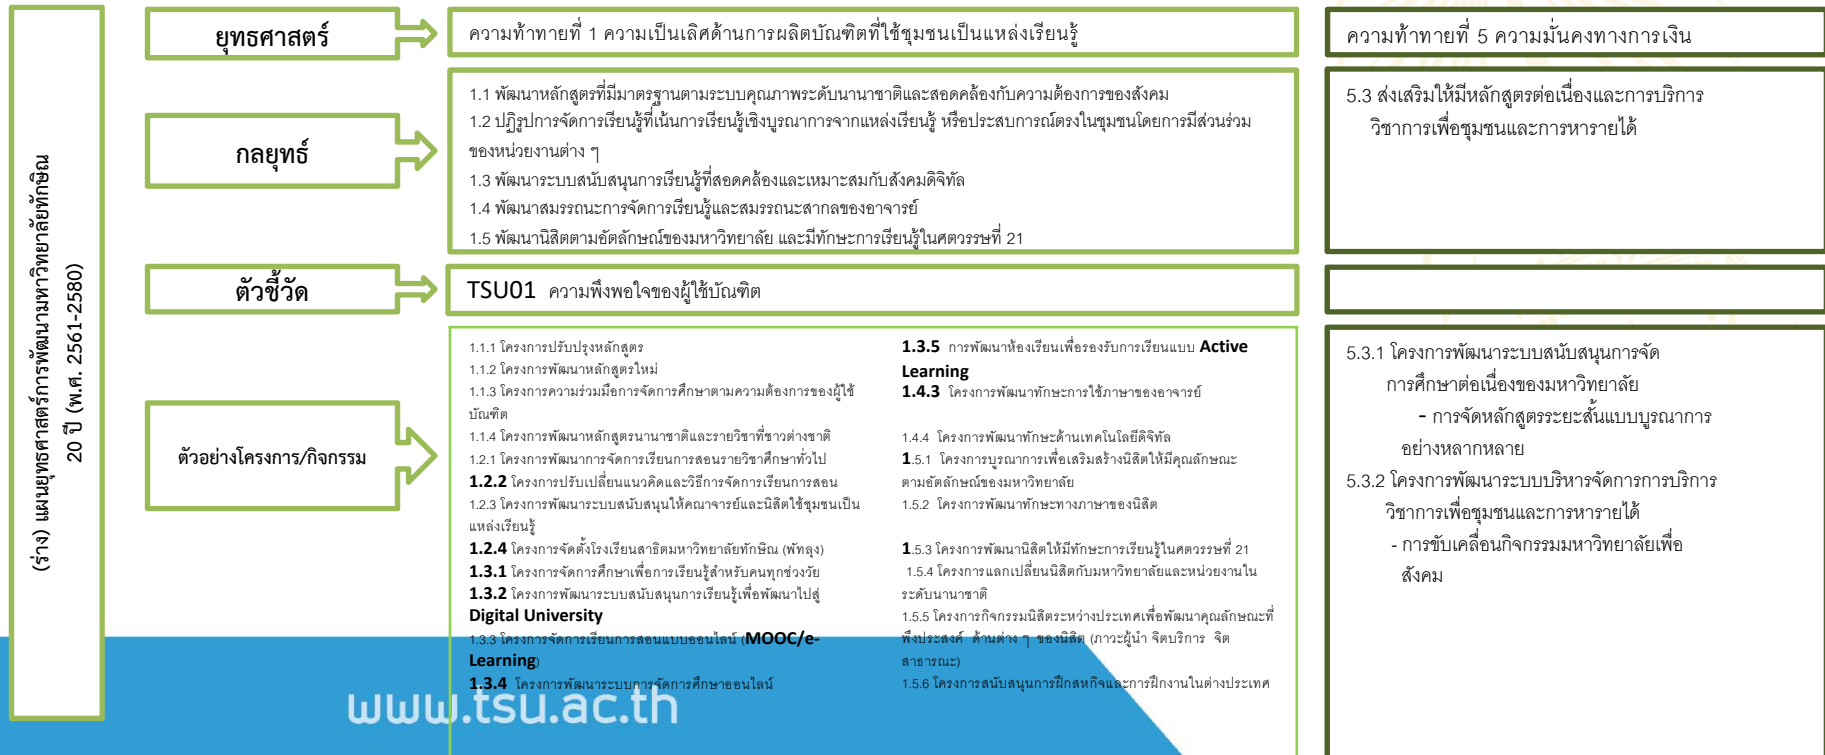 (ร่าง) แผนยุทธศาสตร์การพัฒนามหาวิทยาลัยทักษิณ
20 ปี (พ.ศ. 2561-2580)
ยุทธศาสตร์
ความท้าทายที่ 1 ความเป็นเลิศด้านการผลิตบัณฑิตที่ใช้ชุมชนเป็นแหล่งเรียนรู้
ความท้าทายที่ 5 ความมั่นคงทางการเงิน
กลยุทธ์
1.1 พัฒนาหลักสูตรที่มีมาตรฐานตามระบบคุณภาพระดับนานาชาติและสอดคล้องกับความต้องการของสังคม
1.2 ปฏิรูปการจัดการเรียนรู้ที่เน้นการเรียนรู้เชิงบูรณาการจากแหล่งเรียนรู้ หรือประสบการณ์ตรงในชุมชนโดยการมีส่วนร่วม
ของหน่วยงานต่าง ๆ
1.3 พัฒนาระบบสนับสนุนการเรียนรู้ที่สอดคล้องและเหมาะสมกับสังคมดิจิทัล
1.4 พัฒนาสมรรถนะการจัดการเรียนรู้และสมรรถนะสากลของอาจารย์
1.5 พัฒนานิสิตตามอัตลักษณ์ของมหาวิทยาลัย และมีทักษะการเรียนรู้ในศตวรรษที่ 21
5.3 ส่งเสริมให้มีหลักสูตรต่อเนื่องและการบริการ
วิชาการเพื่อชุมชนและการหารายได้
ตัวชี้วัด
TSU01 ความพึงพอใจของผู้ใช้บัณฑิต
ตัวอย่างโครงการ/กิจกรรม
1.1.1 โครงการปรับปรุงหลักสูตร
1.1.2 โครงการพัฒนาหลักสูตรใหม่
1.1.3 โครงการความร่วมมือการจัดการศึกษาตามความต้องการของผู้ใช้
บัณฑิต
1.1.4 โครงการพัฒนาหลักสูตรนานาชาติและรายวิชาที่ชาวต่างชาติ
1.2.1 โครงการพัฒนาการจัดการเรียนการสอนรายวิชาศึกษาทั่วไป
1.2.2 โครงการปรับเปลี่ยนแนวคิดและวิธีการจัดการเรียนการสอน
1.2.3 โครงการพัฒนาระบบสนับสนุนให้คณาจารย์และนิสิตใช้ชุมชนเป็น
แหล่งเรียนรู้
1.2.4 โครงการจัดตั้งโรงเรียนสาธิตมหาวิทยาลัยทักษิณ (พัทลุง)
1.3.1 โครงการจัดการศึกษาเพื่อการเรียนรู้สำหรับคนทุกช่วงวัย
1.3.2 โครงการพัฒนาระบบสนับสนุนการเรียนรู้เพื่อพัฒนาไปสู่
Digital University
1.3.3 โครงการจัดการเรียนการสอนแบบออนไลน์ (MOOC/e-
Learning)
1.3.4 โครงการพัฒนาระบบการจัดการศึกษาออนไลน์
1.3.5 การพัฒนาห้องเรียนเพื่อรองรับการเรียนแบบ Active
Learning
1.4.3 โครงการพัฒนาทักษะการใช้ภาษาของอาจารย์
1.4.4 โครงการพัฒนาทักษะด้านเทคโนโลยีดิจิทัล
1.5.1 โครงการบูรณาการเพื่อเสริมสร้างนิสิตให้มีคุณลักษณะ
ตามอัตลักษณ์ของมหาวิทยาลัย
1.5.2 โครงการพัฒนาทักษะทางภาษาของนิสิต
1.5.3 โครงการพัฒนานิสิตให้มีทักษะการเรียนรู้ในศตวรรษที่ 21
1.5.4 โครงการแลกเปลี่ยนนิสิตกับมหาวิทยาลัยและหน่วยงานใน
ระดับนานาชาติ
1.5.5 โครงการกิจกรรมนิสิตระหว่างประเทศเพื่อพัฒนาคุณลักษณะที่
พึงประสงค์ ด้านต่าง ๆ ของนิสิต (ภาวะผู้นำ จิตบริการ จิต
สาธารณะ)
1.5.6 โครงการสนับสนุนการฝึกสหกิจและการฝึกงานในต่างประเทศ
5.3.1 โครงการพัฒนาระบบสนับสนุนการจัด
การศึกษาต่อเนื่องของมหาวิทยาลัย
- การจัดหลักสูตรระยะสั้นแบบบูรณาการ
อย่างหลากหลาย
5.3.2 โครงการพัฒนาระบบบริหารจัดการการบริการ
วิชาการเพื่อชุมชนและการหารายได้
- การขับเคลื่อนกิจกรรมมหาวิทยาลัยเพื่อ
สังคม
www.tsu.ac.th